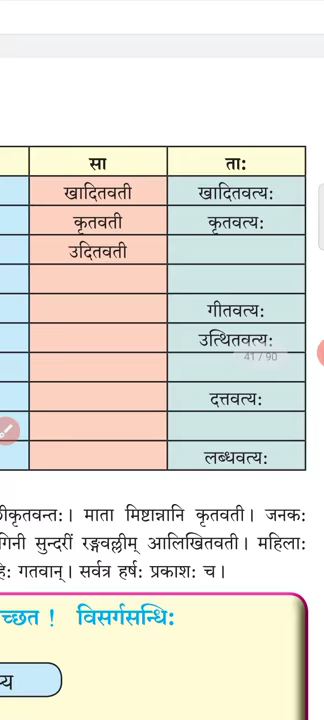 सा ताः
खादितवती खादितवत्यः
कृतवती कृतवत्यः
उदितवती
गीतवत्यः
उत्थितवत्यः
41 / 90
दत्तवत्यः
लब्धवत्यः
कृतवन्तः। माता मिष्टान्नानि कृतवती। जनकः
सुन्दरीं रङ्गवल्लीम् आलिखितवती। महिलाः
गतवान्। सर्वत्र हर्षः प्रकाशः च।
च्छत ! विसर्गसन्धिः